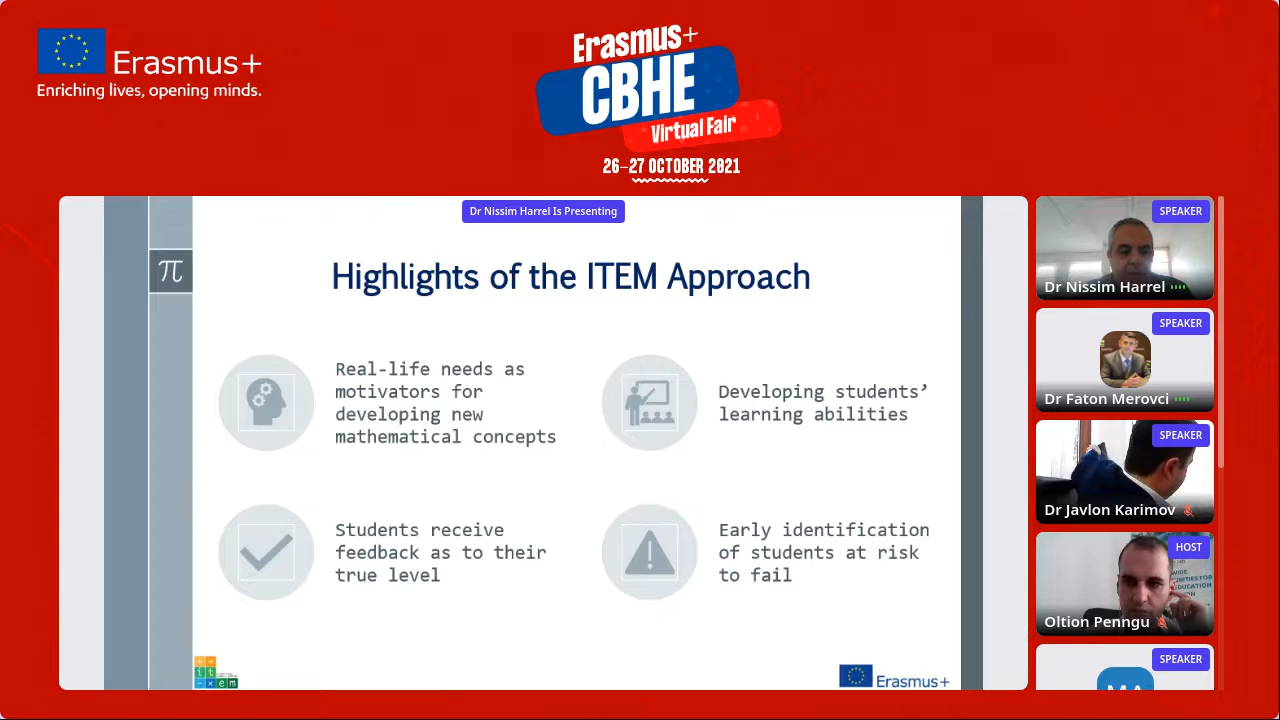 Erasmus+
Enriching lives, opening minds.
Erasmus+
CBHE
Virtual Fair
26–27 OCTOBER 2021
Dr Nissim Harrel Is Presenting
π
Highlights of the ITEM Approach
Real-life needs as
motivators for
developing new
mathematical concepts
Developing students’
learning abilities
Students receive
feedback as to their
true level
Early identification
of students at risk
to fail
it
em
Erasmus+
SPEAKER
Dr Nissim Harrel
SPEAKER
Dr Faton Merovci
SPEAKER
Dr Javlon Karimov
HOST
Oltion Penngu
SPEAKER
MA